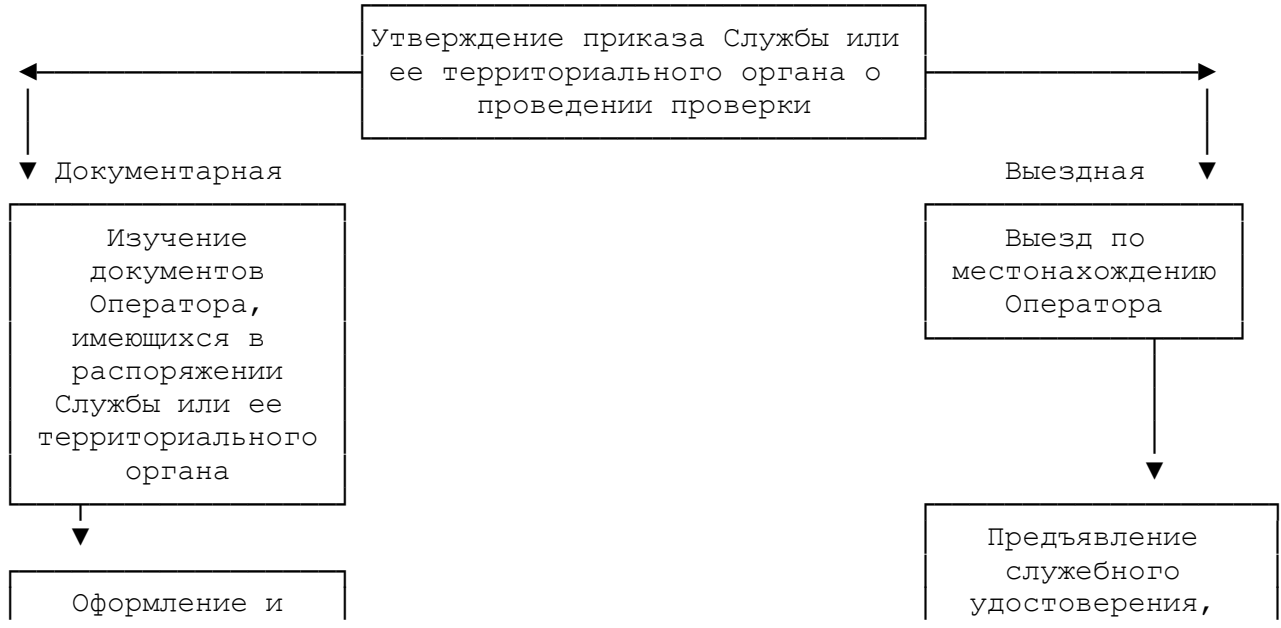 Утверждение приказа Службы или
ее территориального органа о
проведении проверки
Документарная
Выездная
Изучение
документов
Оператора,
имеющихся в
распоряжении
Службы или ее
территориального
органа
Выезд по
местонахождению
Оператора
Оформление и
Предъявление
служебного
удостоверения,